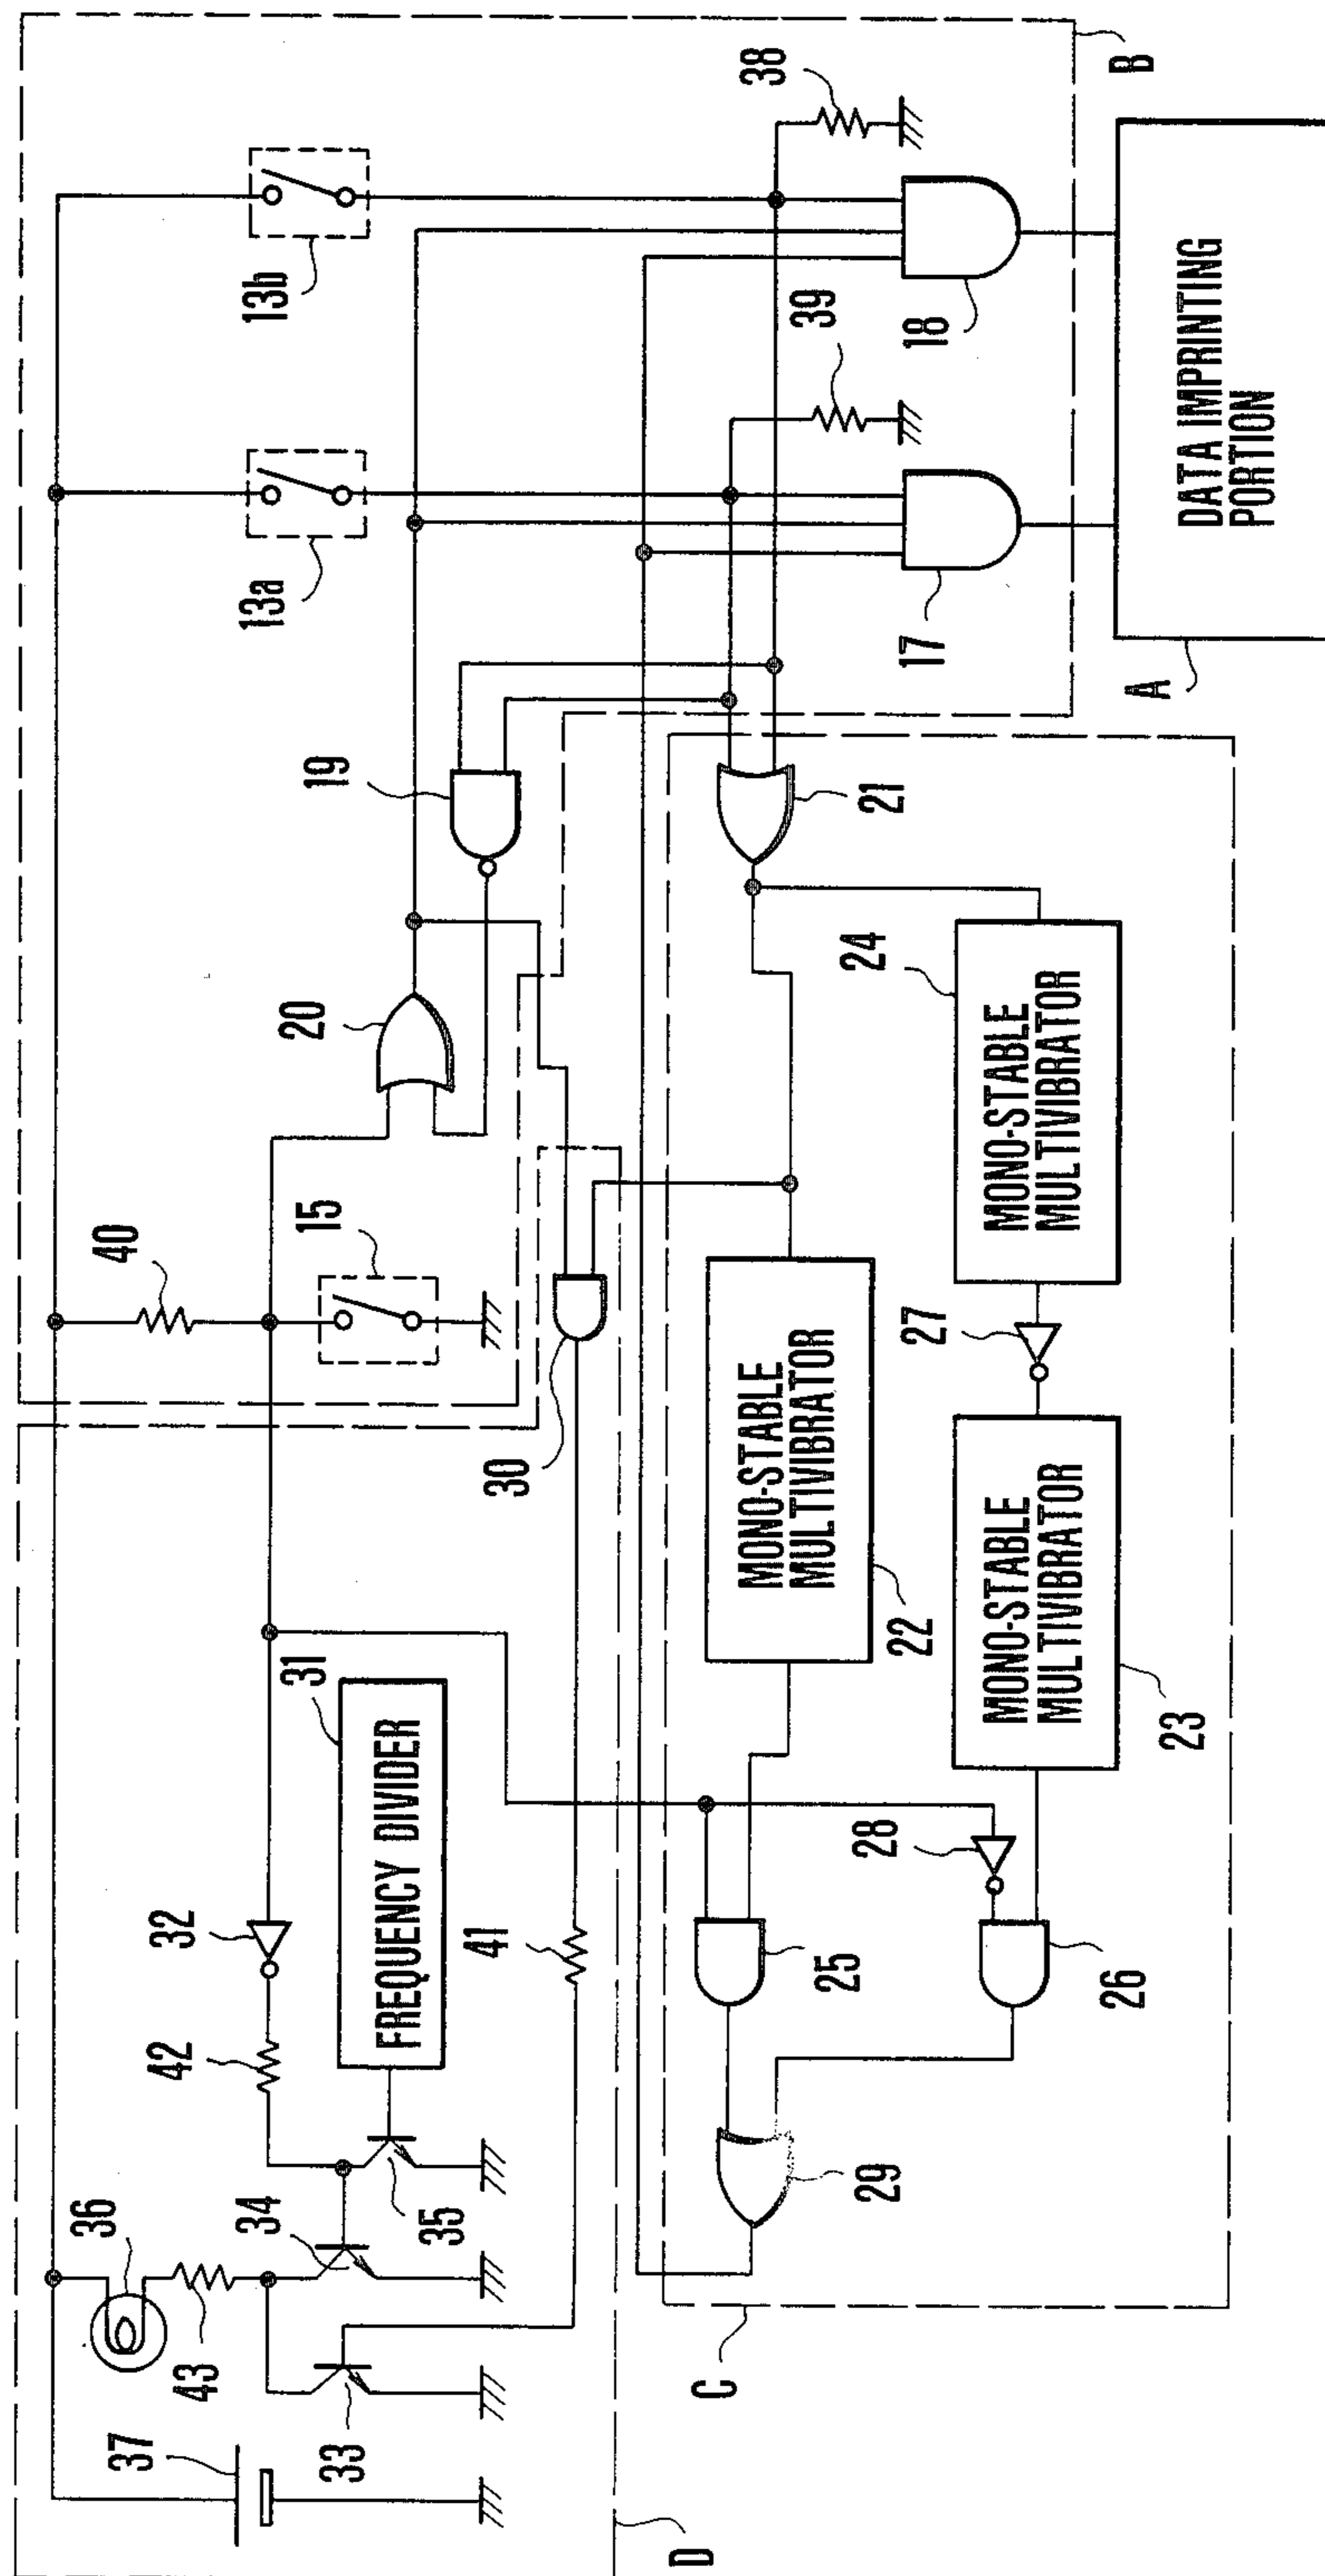 37
36
43
33
34
35
42
32
31
FREQUENCY DIVIDER
41
D
40
15
30
20
19
13a
13b
B
38
39
17
18
DATA IMPRINTING
PORTION
A
21
24
MONO-STABLE
MULTIVIBRATOR
27
MONO-STABLE
MULTIVIBRATOR
22
MONO-STABLE
MULTIVIBRATOR
23
28
25
26
29
C